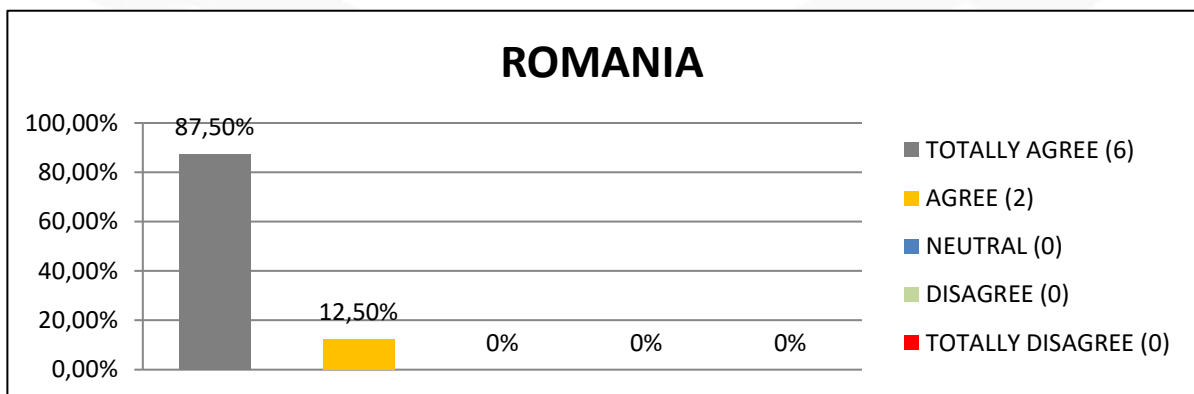 ROMANIA
100,00%
80,00%
60,00%
40,00%
20,00%
0,00%
87,50%
12,50%
0%
0%
0%
TOTALLY AGREE (6)
AGREE (2)
NEUTRAL (0)
DISAGREE (0)
TOTALLY DISAGREE (0)